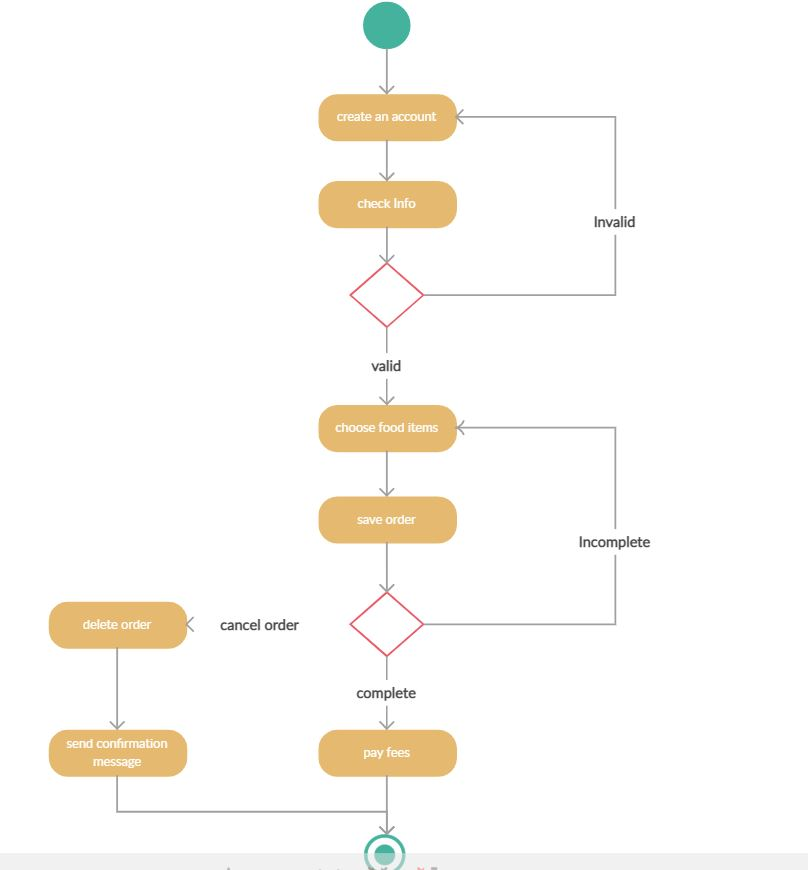 create an account
check Info
Invalid
valid
choose food items
save order
Incomplete
delete order
cancel order
complete
send confirmation
message
pay fees